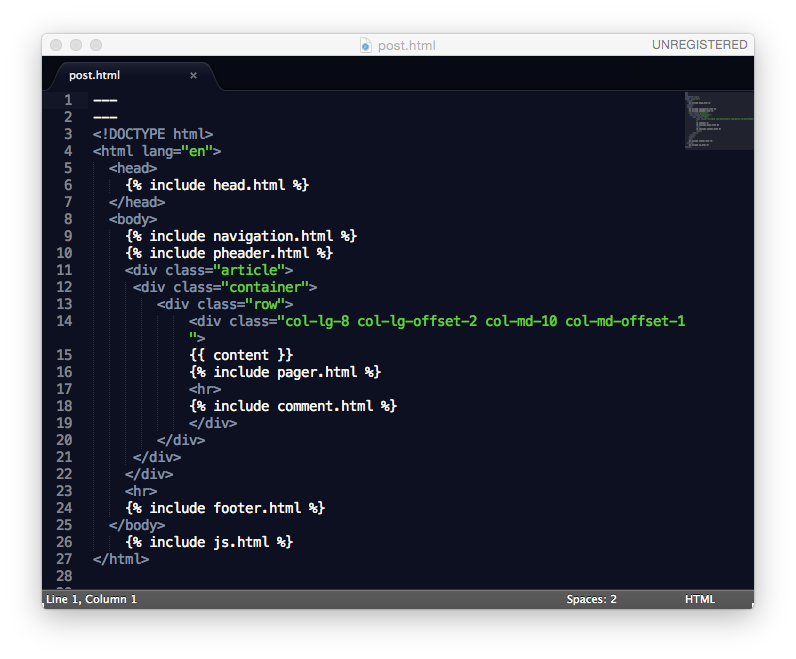 post.html
UNREGISTERED
post.html ×
1 ---
2 ---
3 <!DOCTYPE html>
4 <html lang="en">
5 <head>
6 {% include head.html %}
7 </head>
8 <body>
9 {% include navigation.html %}
10 {% include pheader.html %}
11 <div class="article">
12 <div class="container">
13 <div class="row">
14 <div class="col-lg-8 col-lg-offset-2 col-md-10 col-md-offset-1
">
15 {{ content }}
16 {% include pager.html %}
17 <hr>
18 {% include comment.html %}
19 </div>
20 </div>
21 </div>
22 </div>
23 <hr>
24 {% include footer.html %}
25 </body>
26 {% include js.html %}
27 </html>
28
Line 1, Column 1
Spaces: 2
HTML